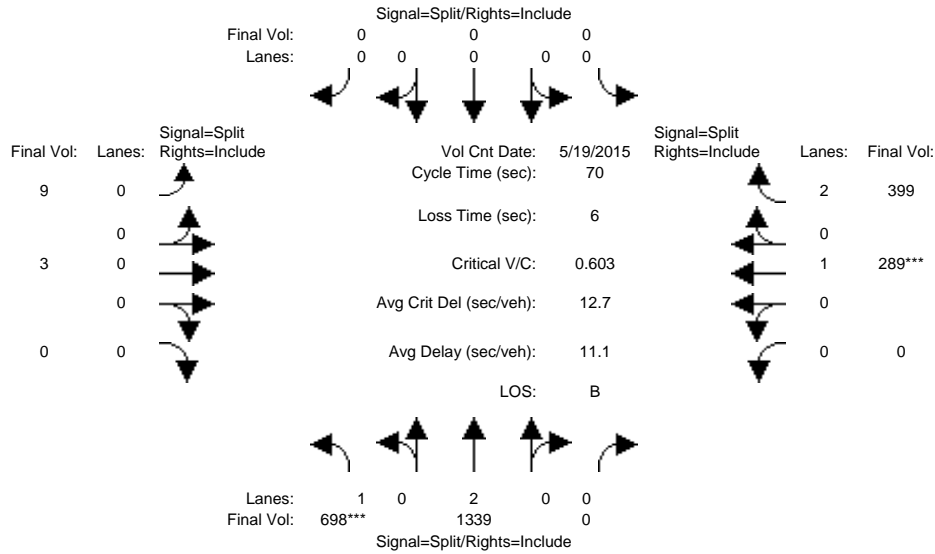 Signal=Split/Rights=Include
Final Vol: 0 0 0
Lanes: 0 0 0 0 0
Signal=Split Signal=Split
Final Vol: Lanes: Rights=Include Vol Cnt Date: 5/19/2015 Rights=Include Lanes: Final Vol:
Cycle Time (sec): 70
9 0 2 399
Loss Time (sec): 6
0 0
3 0 Critical V/C: 0.603 1 289***
0 Avg Crit Del (sec/veh): 12.7 0
0 0 Avg Delay (sec/veh): 11.1 0 0
LOS: B
Lanes: 1 0 2 0 0
Final Vol: 698*** 1339 0
Signal=Split/Rights=Include